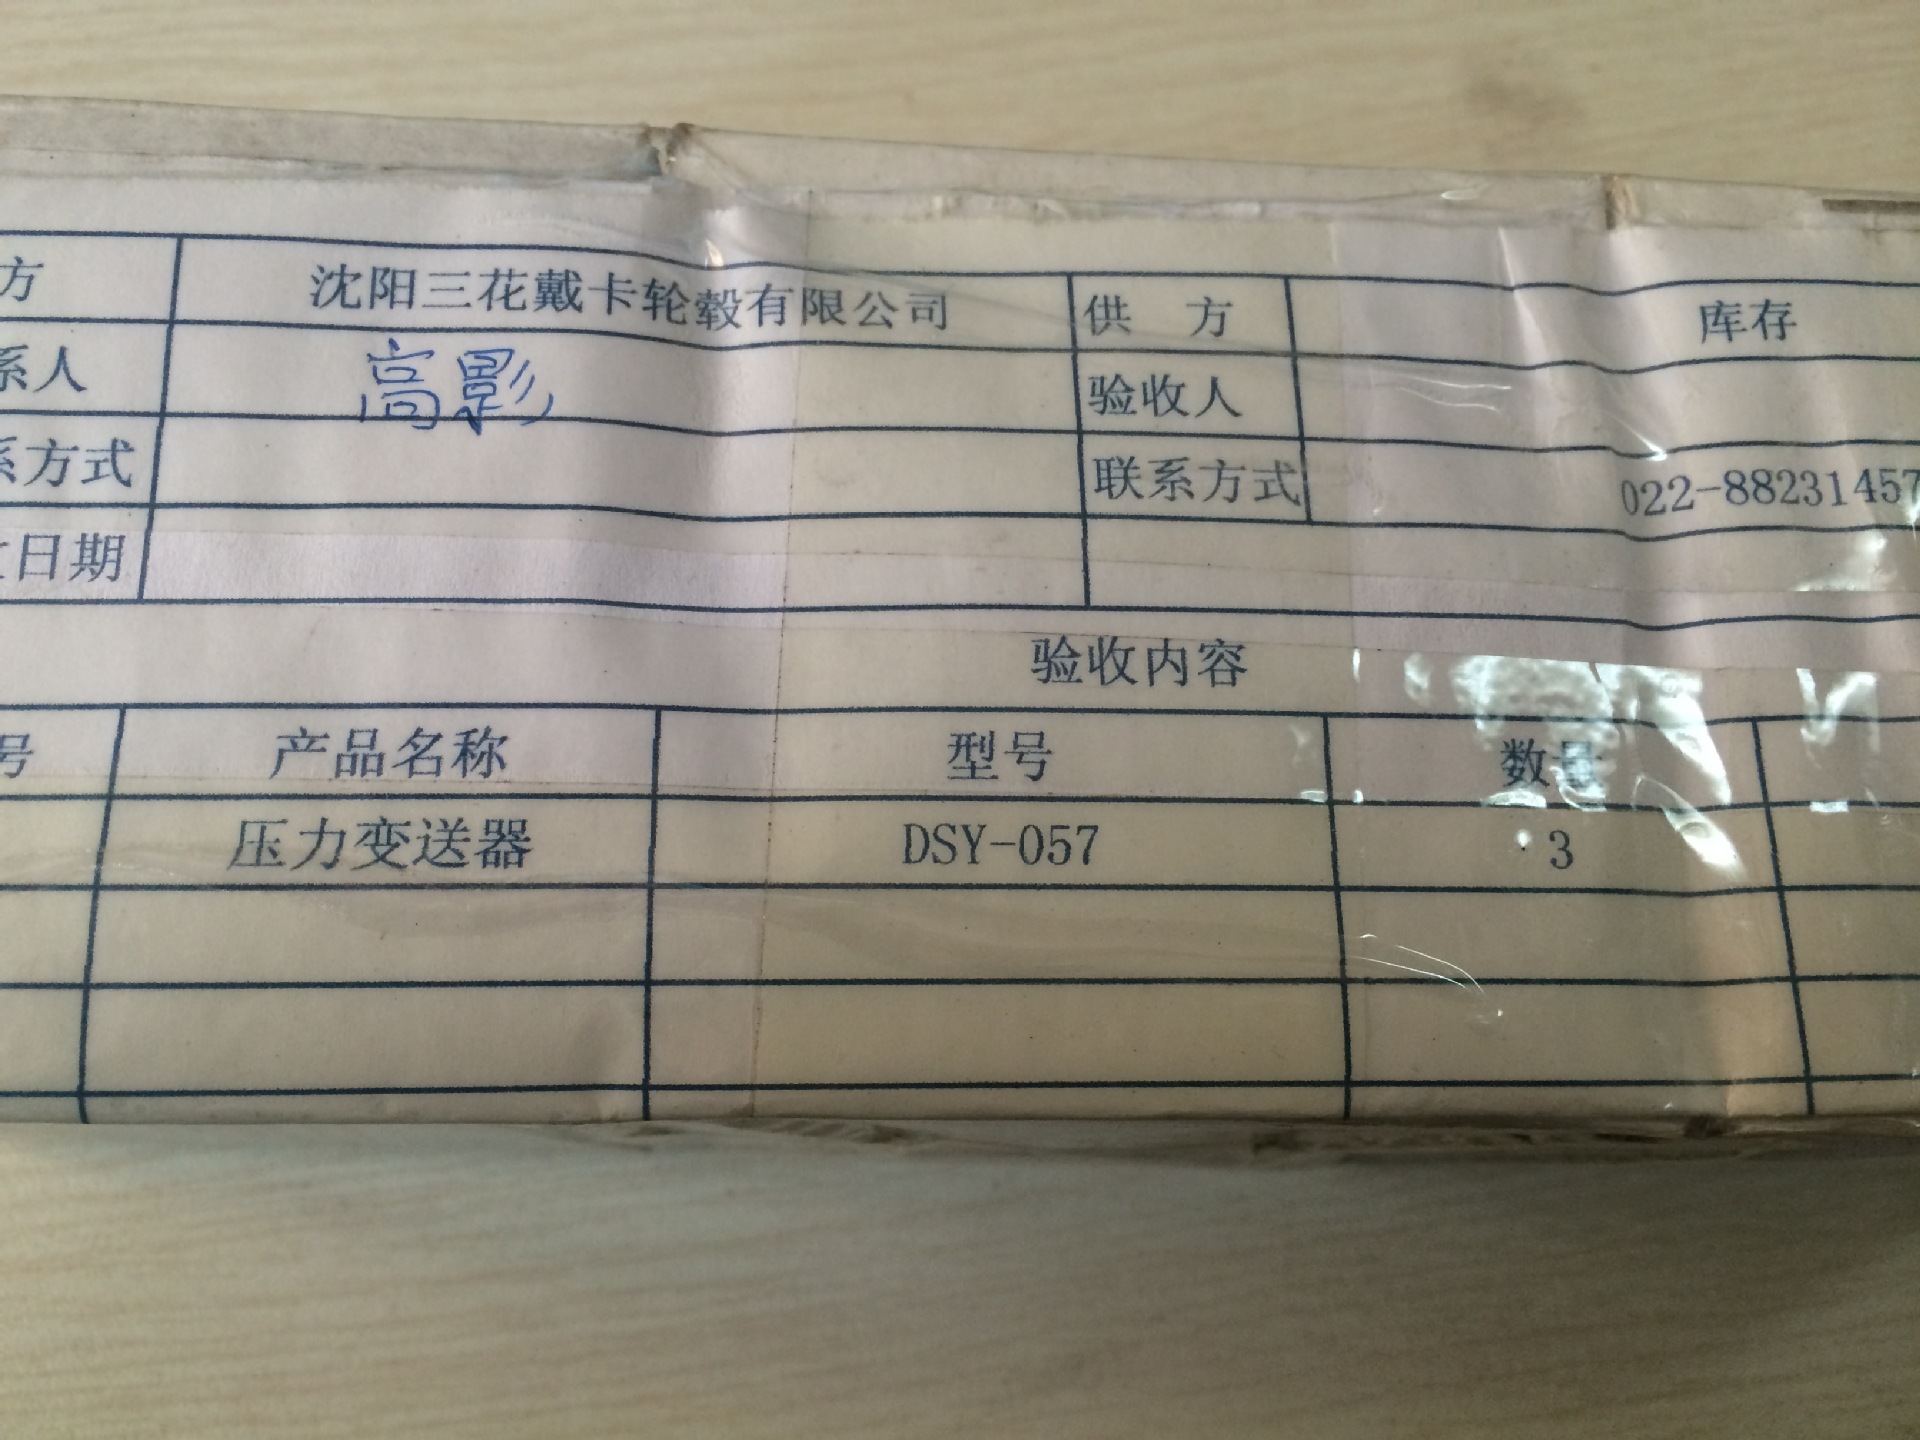 方 沈阳三花戴卡轮毂有限公司 供 方 库存
系人 高影 验收人
系方式 联系方式 022-88231457
日期
验收内容
号 产品名称 型号 数量
压力变送器 DSY-057 3